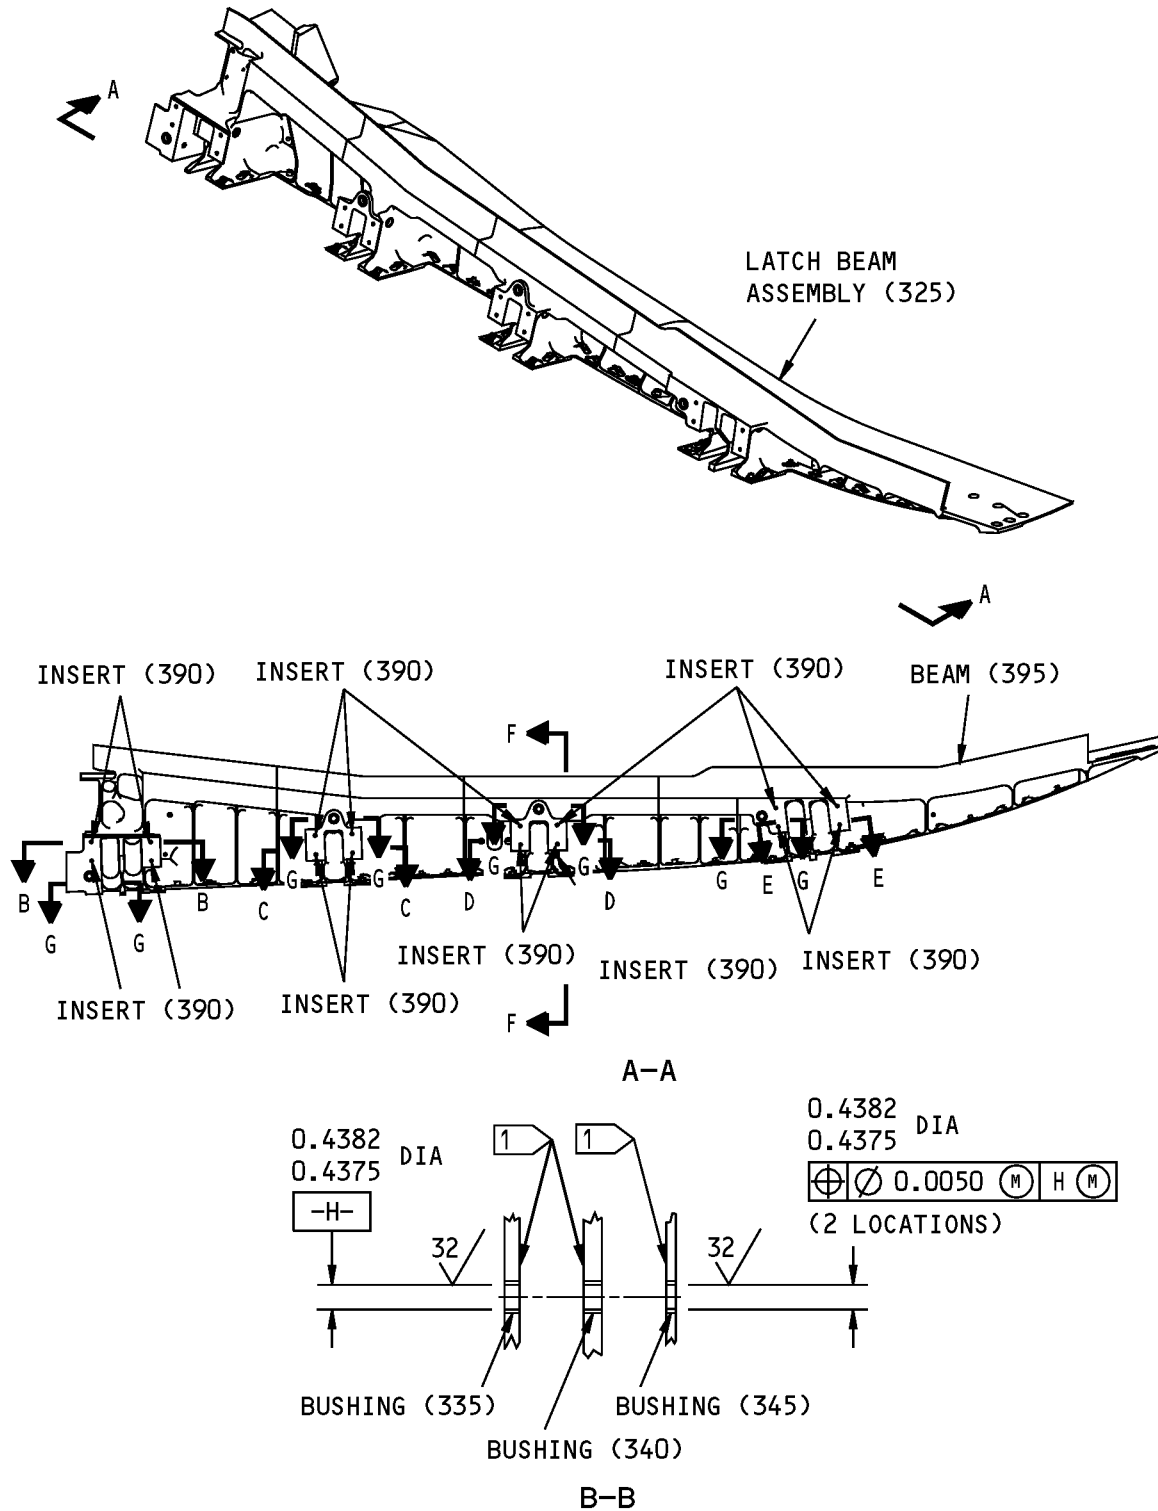 A
LATCH BEAM
ASSEMBLY (325)
A
INSERT (390)
INSERT (390)
INSERT (390)
BEAM (395)
F
B
G
G
B
C
G
G
C
D
G
G
D
G
E
G
E
INSERT (390)
INSERT (390)
INSERT (390)
INSERT (390)
INSERT (390)
F
A-A
0.4382
0.4375
DIA
-H-
1
1
0.4382
0.4375
DIA
⌖ ⌀ 0.0050 Ⓜ H Ⓜ
(2 LOCATIONS)
32
32
BUSHING (335)
BUSHING (345)
BUSHING (340)
B-B